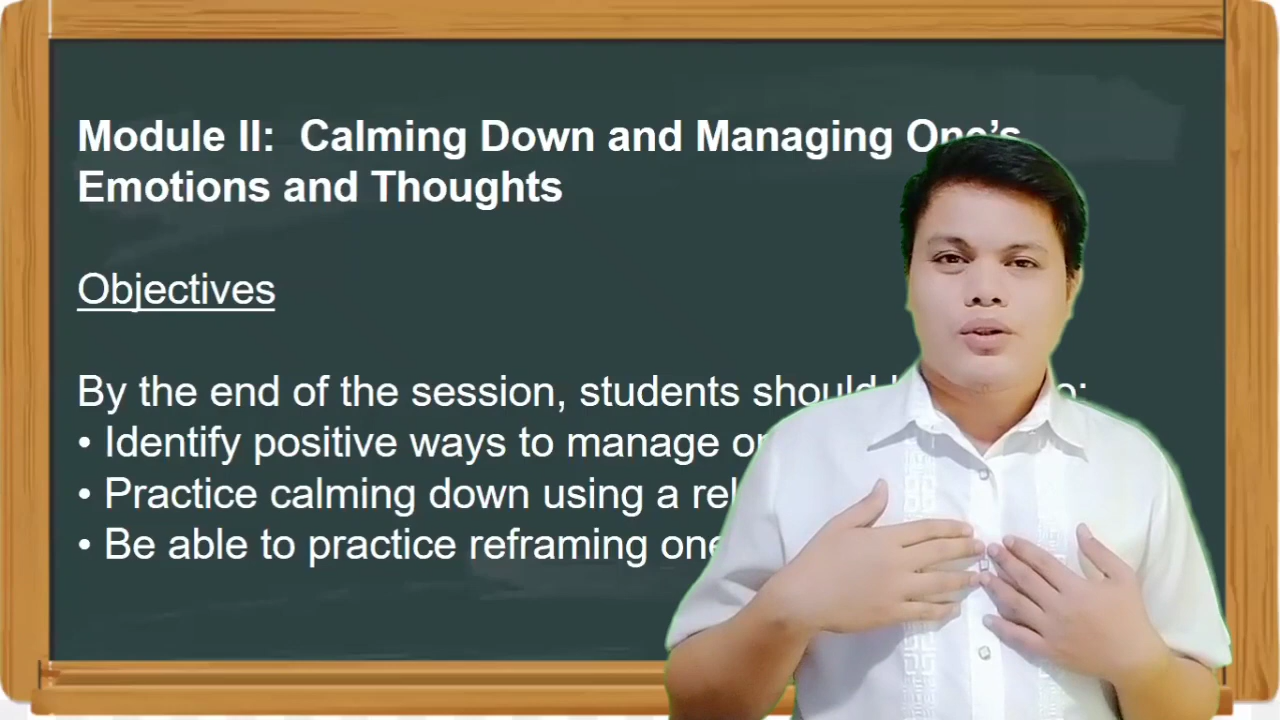 Module II: Calming Down and Managing One's
Emotions and Thoughts
Objectives
By the end of the session, students should
• Identify positive ways to manage
• Practice calming down using a
• Be able to practice reframing